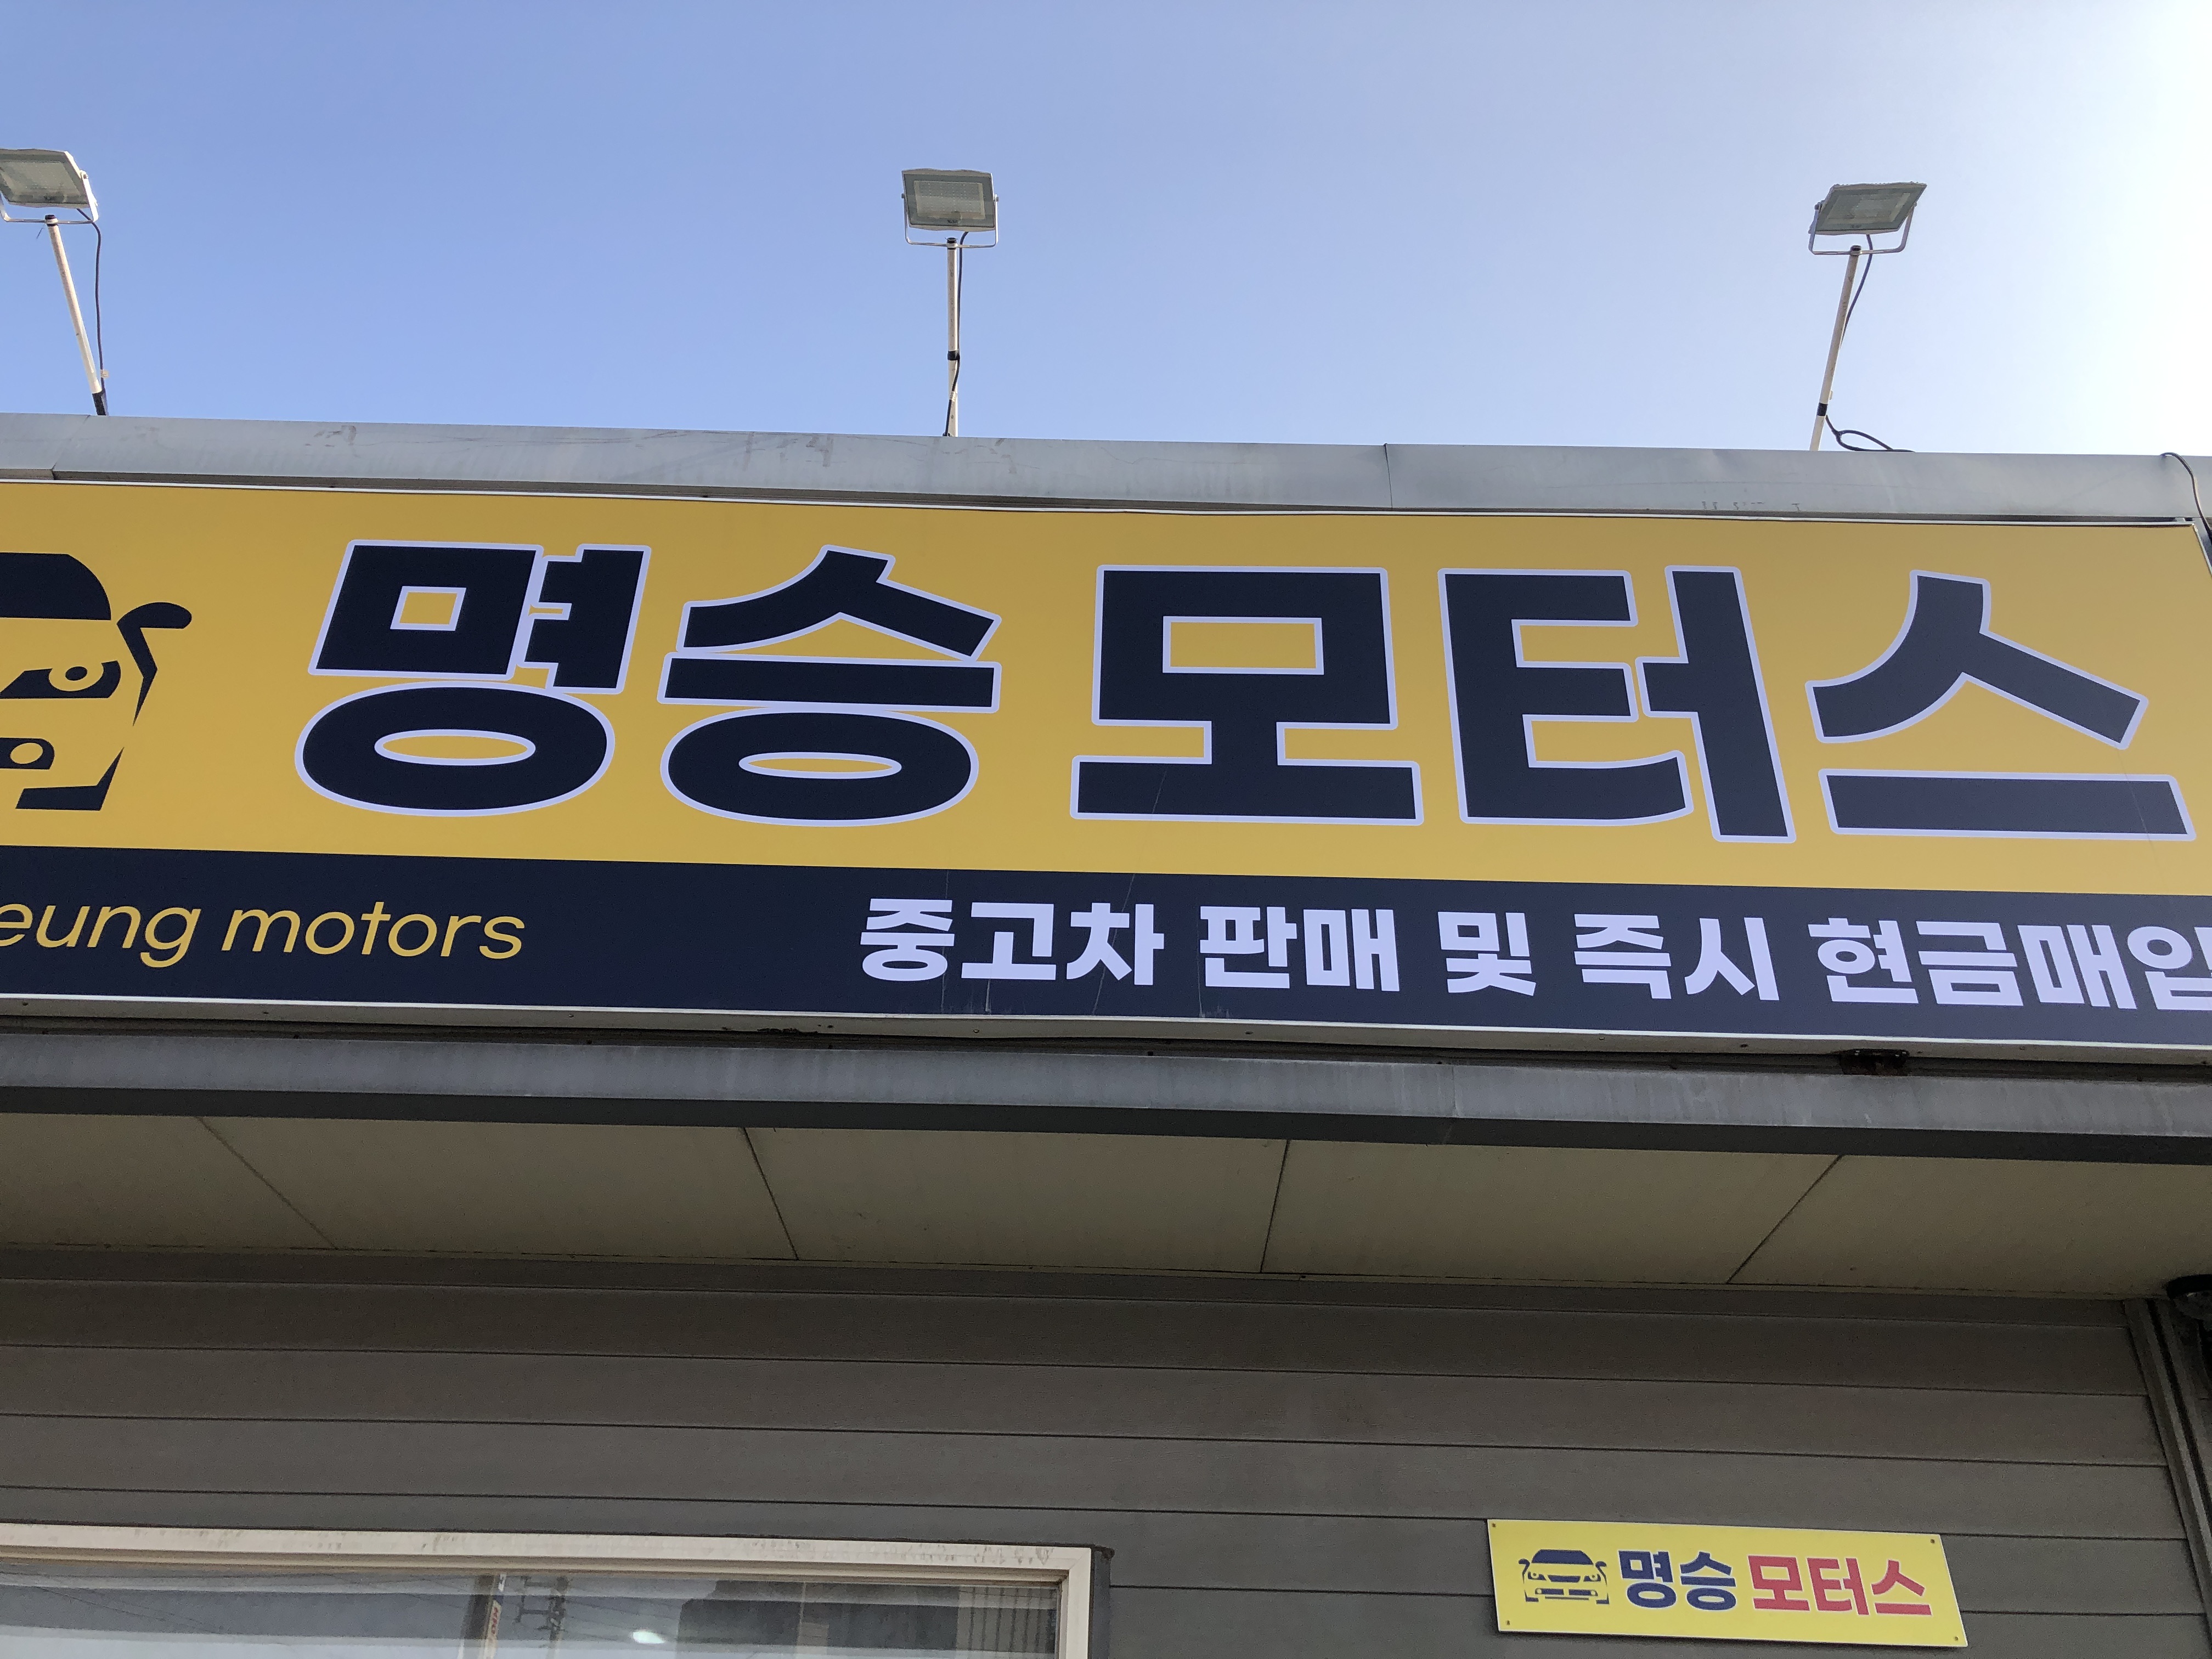 명승 모터스
eung motors
중고차 판매 및 즉시 현금매입
명승 모터스